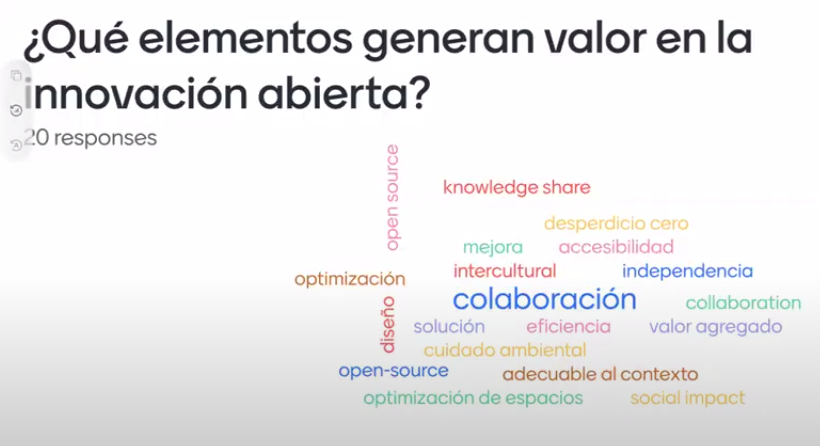 ¿Qué elementos generan valor en la
innovación abierta?
20 responses
open source
knowledge share
desperdicio cero
mejora
accesibilidad
optimización
intercultural
independencia
diseño
colaboración
collaboration
solución
eficiencia
valor agregado
cuidado ambiental
open-source
adecuable al contexto
optimización de espacios
social impact